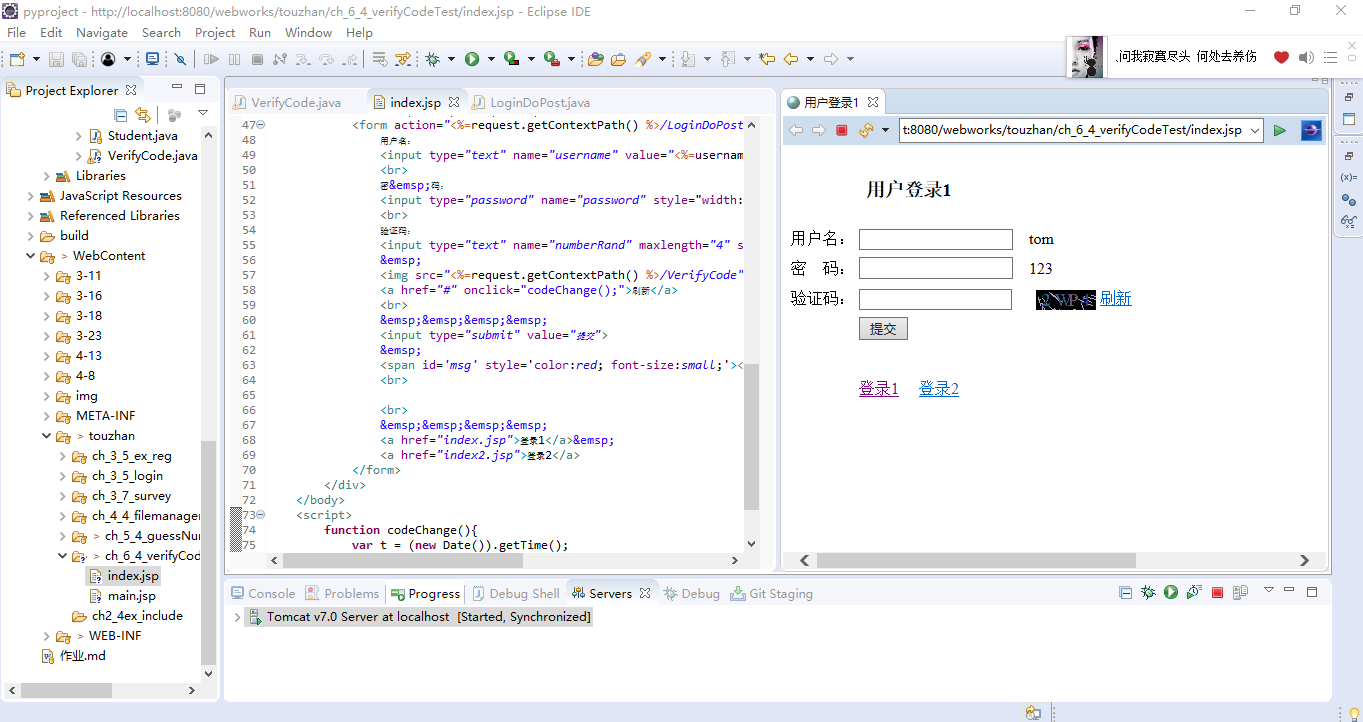 pyproject - http://localhost:8080/webworks/touzhan/ch_6_4_verifyCodeTest/index.jsp - Eclipse IDE
File Edit Navigate Search Project Run Window Help
,问我寂寞尽头 何处去养伤
Project Explorer
Student.java
VerifyCode.java
Libraries
JavaScript Resources
Referenced Libraries
build
> WebContent
3-11
3-16
3-18
3-23
4-13
4-8
img
META-INF
> touzhan
ch_3_5_ex_reg
ch_3_5_login
ch_3_7_survey
ch_4_4_filemanager
> ch_5_4_guessNu
> ch_6_4_verifyCod
index.jsp
main.jsp
ch2_4ex_include
> WEB-INF
作业.md
VerifyCode.java index.jsp LoginDoPost.java
47 <form action="<%=request.getContextPath() %>/LoginDoPost
48 用户名:
49 <input type="text" name="username" value="<%=usernam
50 <br>
51 密&emsp;码:
52 <input type="password" name="password" style="width:
53 <br>
54 验证码:
55 <input type="text" name="numberRand" maxlength="4" s
56 &emsp;
57 <img src="<%=request.getContextPath() %>/VerifyCode"
58 <a href="#" onclick="codeChange();">刷新</a>
59 <br>
60 &emsp;&emsp;&emsp;&emsp;
61 <input type="submit" value="提交">
62 &emsp;
63 <span id='msg' style='color:red; font-size:small;'><
64 <br>
65
66 <br>
67 &emsp;&emsp;&emsp;&emsp;
68 <a href="index.jsp">登录1</a>&emsp;
69 <a href="index2.jsp">登录2</a>
70 </form>
71 </div>
72 </body>
73 <script>
74 function codeChange(){
75 var t = (new Date()).getTime();
用户登录1
t:8080/webworks/touzhan/ch_6_4_verifyCodeTest/index.jsp
用户登录1
用户名: tom
密 码: 123
验证码: 刷新
提交
登录1 登录2
(x)=
Console Problems Progress Debug Shell Servers Debug Git Staging
Tomcat v7.0 Server at localhost [Started, Synchronized]